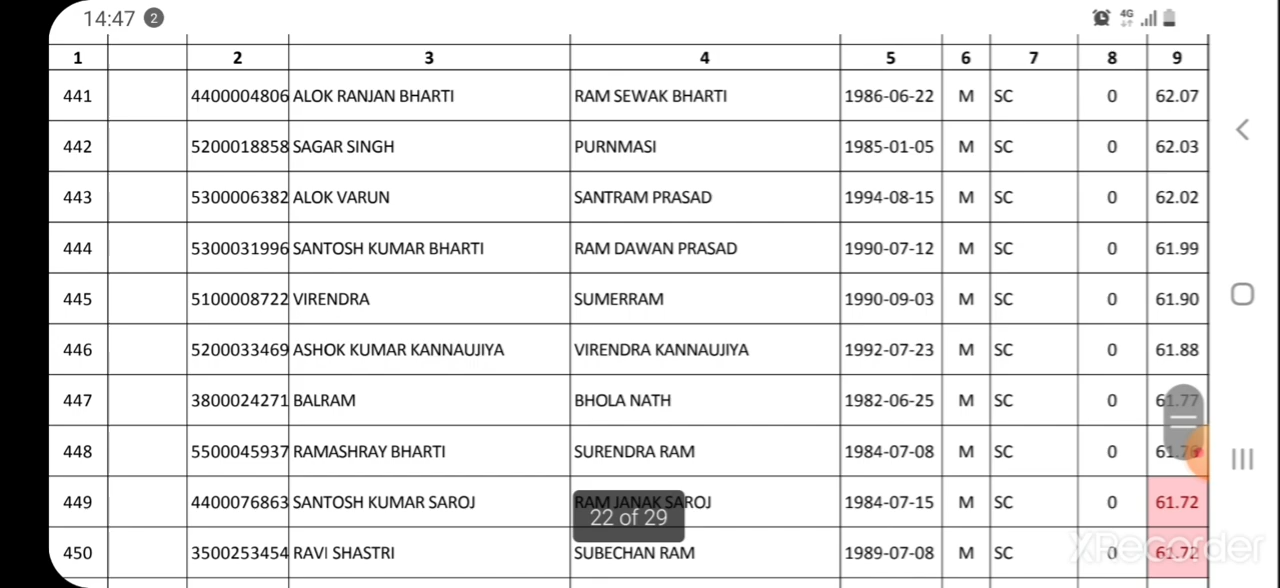 14:47 2 4G
1 2 3 4 5 6 7 8 9
441 4400004806 ALOK RANJAN BHARTI RAM SEWAK BHARTI 1986-06-22 M SC 0 62.07
442 5200018858 SAGAR SINGH PURNMASI 1985-01-05 M SC 0 62.03
443 5300006382 ALOK VARUN SANTRAM PRASAD 1994-08-15 M SC 0 62.02
444 5300031996 SANTOSH KUMAR BHARTI RAM DAWAN PRASAD 1990-07-12 M SC 0 61.99
445 5100008722 VIRENDRA SUMERRAM 1990-09-03 M SC 0 61.90
446 5200033469 ASHOK KUMAR KANNAUJIYA VIRENDRA KANNAUJIYA 1992-07-23 M SC 0 61.88
447 3800024271 BALRAM BHOLA NATH 1982-06-25 M SC 0 61.77
448 5500045937 RAMASHRAY BHARTI SURENDRA RAM 1984-07-08 M SC 0
449 4400076863 SANTOSH KUMAR SAROJ RAM JANAK SAROJ 1984-07-15 M SC 0 61.72
22 of 29
450 3500253454 RAVI SHASTRI SUBECHAN RAM 1989-07-08 M SC 0 61.72
XRecorder